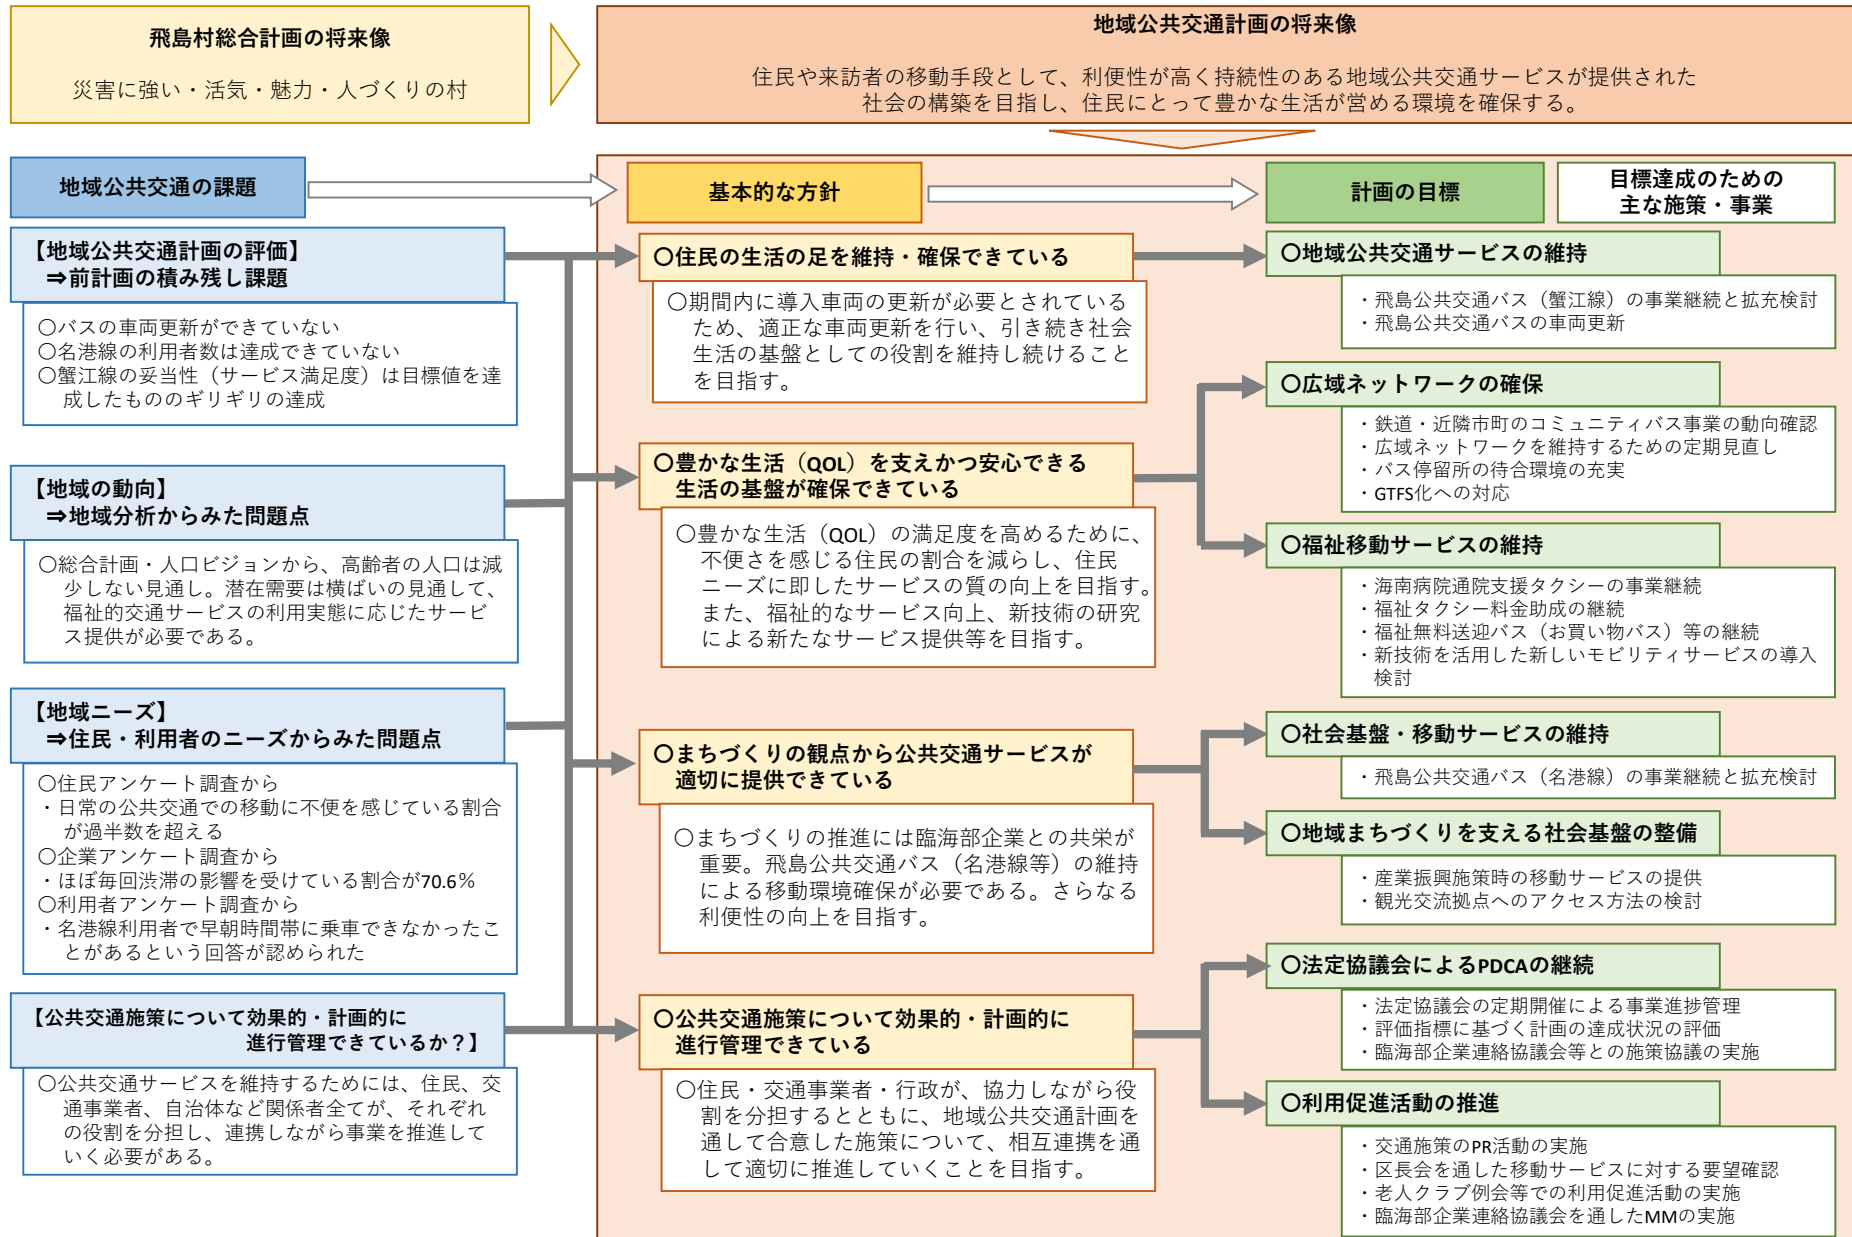 飛島村総合計画の将来像
災害に強い・活気・魅力・人づくりの村
地域公共交通計画の将来像
住民や来訪者の移動手段として、利便性が高く持続性のある地域公共交通サービスが提供された
社会の構築を目指し、住民にとって豊かな生活が営める環境を確保する。
地域公共交通の課題
基本的な方針
計画の目標
目標達成のための
主な施策・事業
【地域公共交通計画の評価】
⇒前計画の積み残し課題
〇バスの車両更新ができていない
〇名港線の利用者数は達成できていない
〇蟹江線の妥当性（サービス満足度）は目標値を達
成したもののギリギリの達成
【地域の動向】
⇒地域分析からみた問題点
〇総合計画・人口ビジョンから、高齢者の人口は減
少しない見通し。潜在需要は横ばいの見通して、
福祉的交通サービスの利用実態に応じたサービ
ス提供が必要である。
【地域ニーズ】
⇒住民・利用者のニーズからみた問題点
〇住民アンケート調査から
・日常の公共交通での移動に不便を感じている割合
が過半数を超える
〇企業アンケート調査から
・ほぼ毎回渋滞の影響を受けている割合が70.6％
〇利用者アンケート調査から
・名港線利用者で早朝時間帯に乗車できなかったこ
とがあるという回答が認められた
【公共交通施策について効果的・計画的に
進行管理できているか？】
〇公共交通サービスを維持するためには、住民、交
通事業者、自治体など関係者全てが、それぞれ
の役割を分担し、連携しながら事業を推進して
いく必要がある。
〇住民の生活の足を維持・確保できている
〇期間内に導入車両の更新が必要とされている
ため、適正な車両更新を行い、引き続き社会
生活の基盤としての役割を維持し続けること
を目指す。
〇豊かな生活（QOL）を支えかつ安心できる
生活の基盤が確保できている
〇豊かな生活（QOL）の満足度を高めるために、
不便さを感じる住民の割合を減らし、住民
ニーズに即したサービスの質の向上を目指す。
また、福祉的なサービス向上、新技術の研究
による新たなサービス提供等を目指す。
〇まちづくりの観点から公共交通サービスが
適切に提供できている
〇まちづくりの推進には臨海部企業との共栄が
重要。飛島公共交通バス（名港線等）の維持
による移動環境確保が必要である。さらなる
利便性の向上を目指す。
〇公共交通施策について効果的・計画的に
進行管理できている
〇住民・交通事業者・行政が、協力しながら役
割を分担するとともに、地域公共交通計画を
通して合意した施策について、相互連携を通
して適切に推進していくことを目指す。
〇地域公共交通サービスの維持
・飛島公共交通バス（蟹江線）の事業継続と拡充検討
・飛島公共交通バスの車両更新
〇広域ネットワークの確保
・鉄道・近隣市町のコミュニティバス事業の動向確認
・広域ネットワークを維持するための定期見直し
・バス停留所の待合環境の充実
・GTFS化への対応
〇福祉移動サービスの維持
・海南病院通院支援タクシーの事業継続
・福祉タクシー料金助成の継続
・福祉無料送迎バス（お買い物バス）等の継続
・新技術を活用した新しいモビリティサービスの導入
検討
〇社会基盤・移動サービスの維持
・飛島公共交通バス（名港線）の事業継続と拡充検討
〇地域まちづくりを支える社会基盤の整備
・産業振興施策時の移動サービスの提供
・観光交流拠点へのアクセス方法の検討
〇法定協議会によるPDCAの継続
・法定協議会の定期開催による事業進捗管理
・評価指標に基づく計画の達成状況の評価
・臨海部企業連絡協議会等との施策協議の実施
〇利用促進活動の推進
・交通施策のPR活動の実施
・区長会を通した移動サービスに対する要望確認
・老人クラブ例会等での利用促進活動の実施
・臨海部企業連絡協議会を通したMMの実施